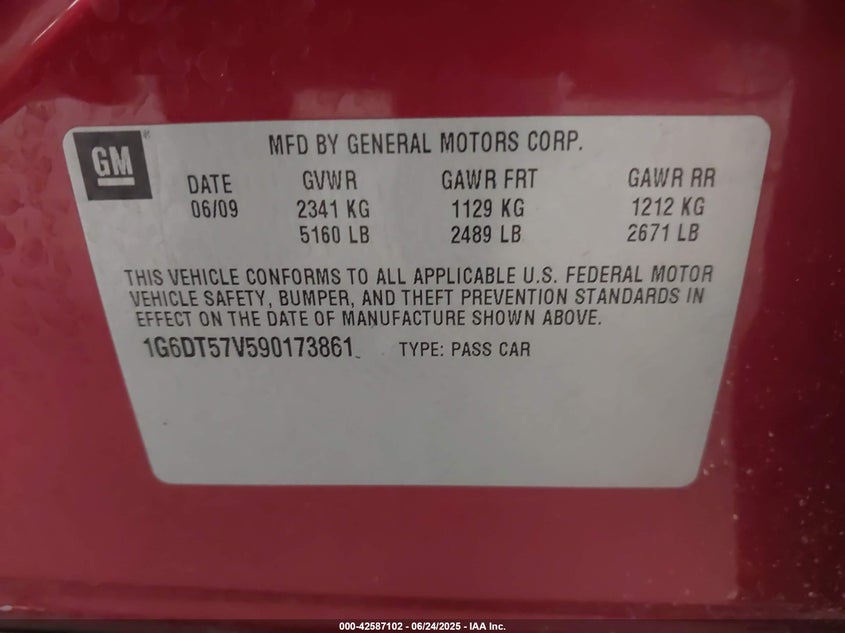 GM ®
MFD BY GENERAL MOTORS CORP.
DATE GVWR GAWR FRT GAWR RR
06/09 2341 KG 1129 KG 1212 KG
5160 LB 2489 LB 2671 LB
THIS VEHICLE CONFORMS TO ALL APPLICABLE U.S. FEDERAL MOTOR
VEHICLE SAFETY, BUMPER, AND THEFT PREVENTION STANDARDS IN
EFFECT ON THE DATE OF MANUFACTURE SHOWN ABOVE.
1G6DT57V590173861 TYPE: PASS CAR
000-42587102 - 06/24/2025 - IAA Inc.